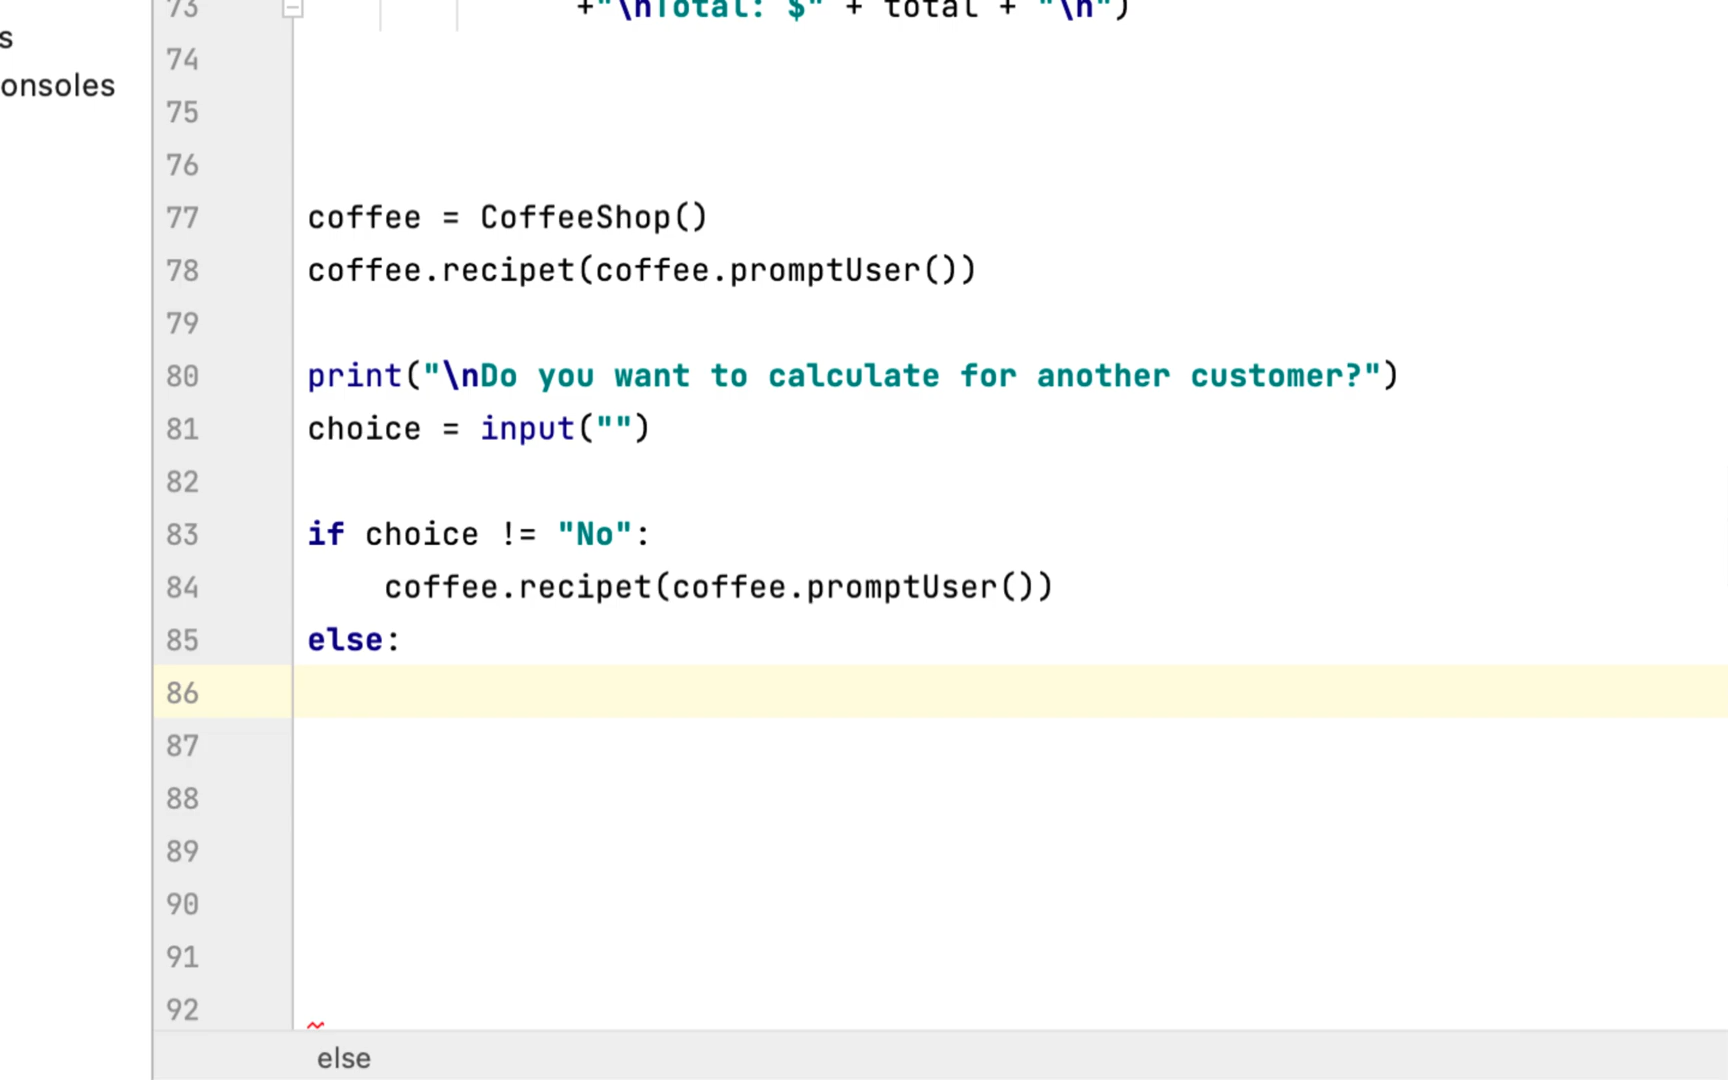 s
onsoles
73 +"\nTotal: $" + total + "\n")
74
75
76
77 coffee = CoffeeShop()
78 coffee.recipet(coffee.promptUser())
79
80 print("\nDo you want to calculate for another customer?")
81 choice = input("")
82
83 if choice != "No":
84 coffee.recipet(coffee.promptUser())
85 else:
86
87
88
89
90
91
92
else